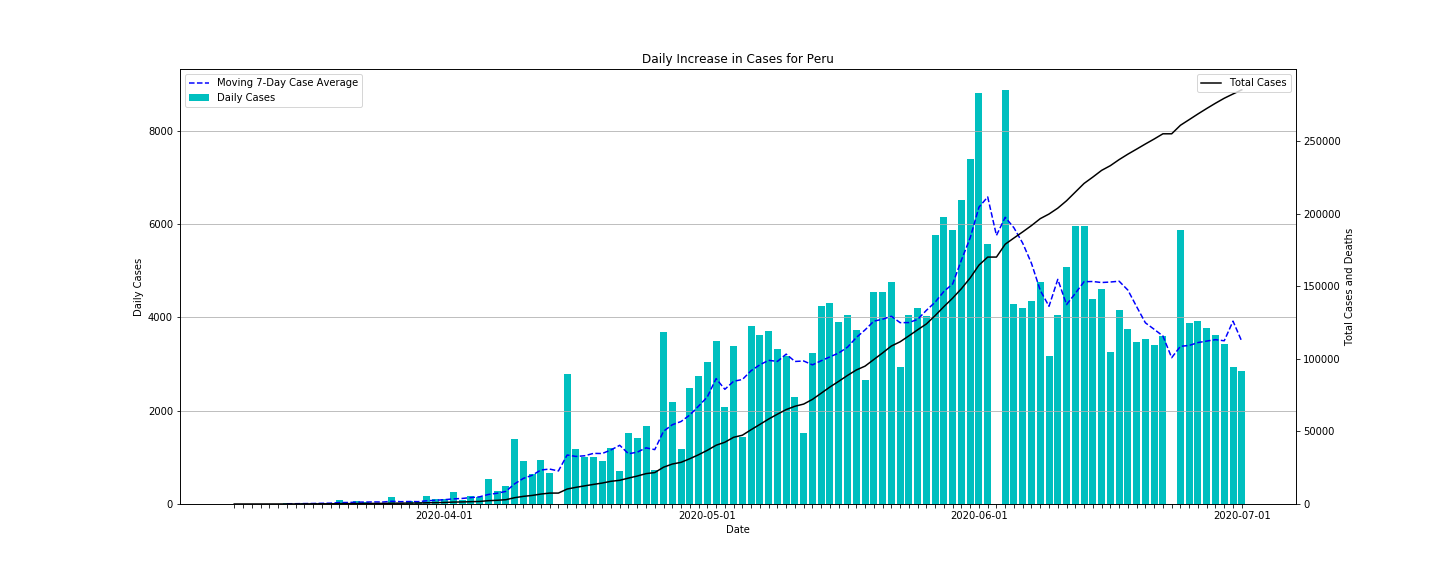 Daily Increase in Cases for Peru
Moving 7-Day Case Average
Daily Cases
Total Cases
8000
6000
4000
2000
0
Daily Cases
250000
200000
150000
100000
50000
0
Total Cases and Deaths
2020-04-01
2020-05-01
2020-06-01
2020-07-01
Date